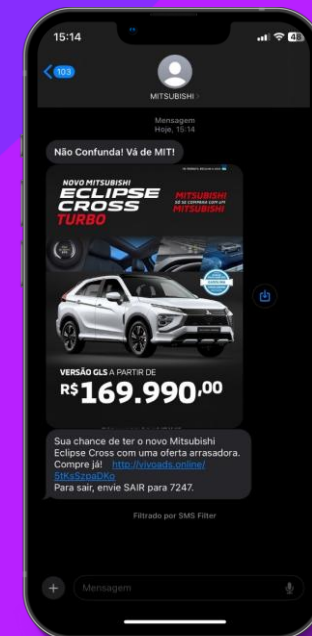 15:14
103
MITSUBISHI
Mensagem
Hoje, 15:14
Não Confunda! Vá de MIT!
NOVO MITSUBISHI
ECLIPSE
CROSS
TURBO
MITSUBISHI
SÓ SE COMPARA COM UM
MITSUBISHI
VERSÃO GLS A PARTIR DE
R$169.990,00
Sua chance de ter o novo Mitsubishi
Eclipse Cross com uma oferta arrasadora.
Compre já! http://vivoads.online/
5tKsSzpaDKo
Para sair, envie SAIR para 7247.
Filtrado por SMS Filter
Mensagem